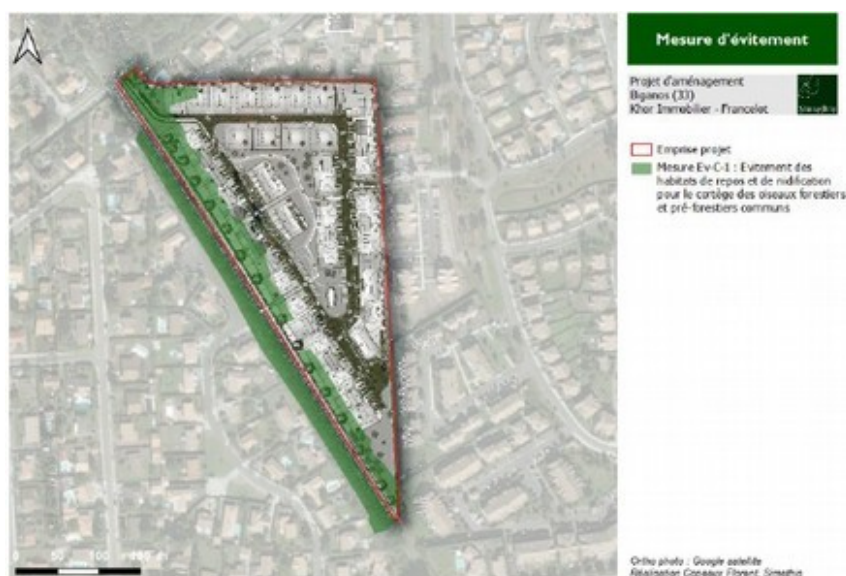 Mesure d'évitement
Projet d'aménagement
Biganos (33)
Khor Immobilier - Francelot
Emprise projet
Mesure Ev-C-1 : Evitement des
habitats de repos et de nidification
pour le cortège des oiseaux forestiers
et pré-forestiers communs
0 50 100
Ortho photo : Google satellite
Réalisation